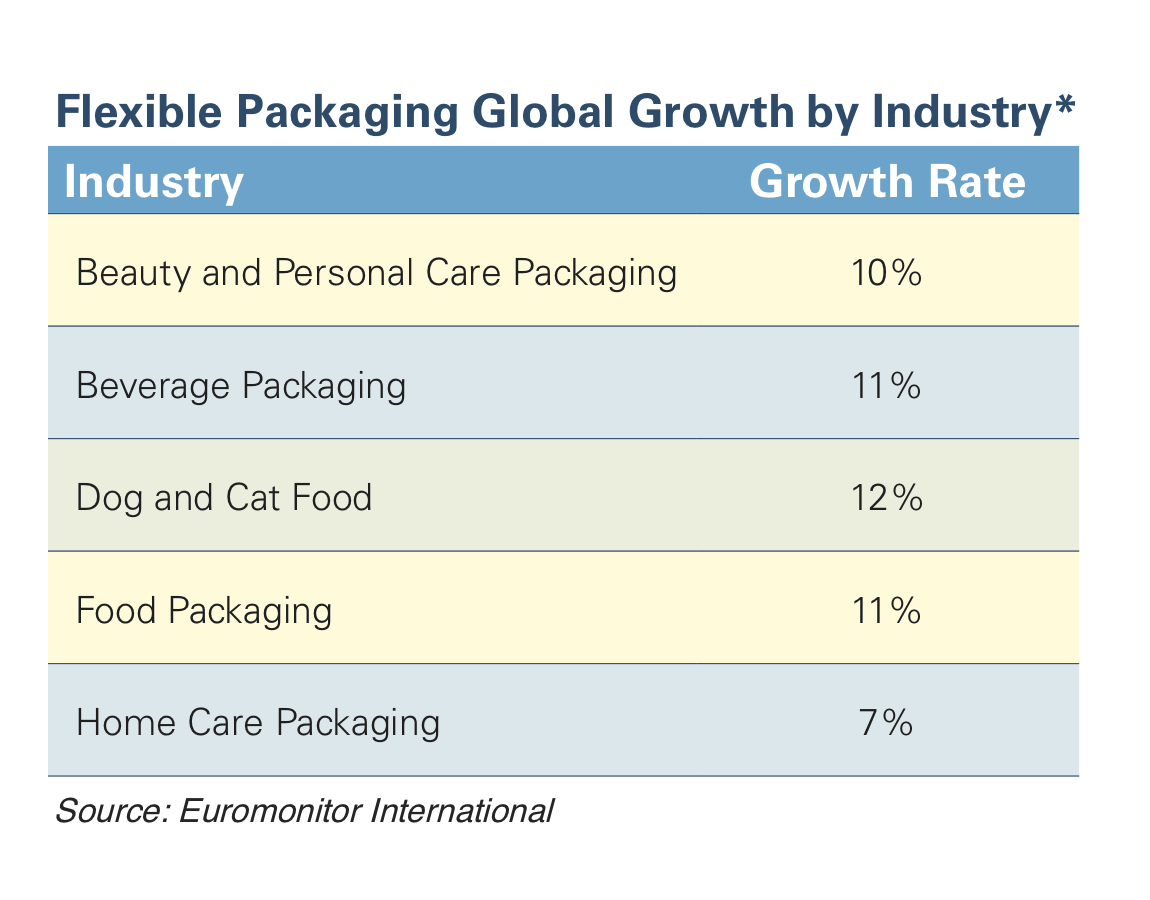 Flexible Packaging Global Growth by Industry*
Industry Growth Rate
Beauty and Personal Care Packaging 10%
Beverage Packaging 11%
Dog and Cat Food 12%
Food Packaging 11%
Home Care Packaging 7%
Source: Euromonitor International